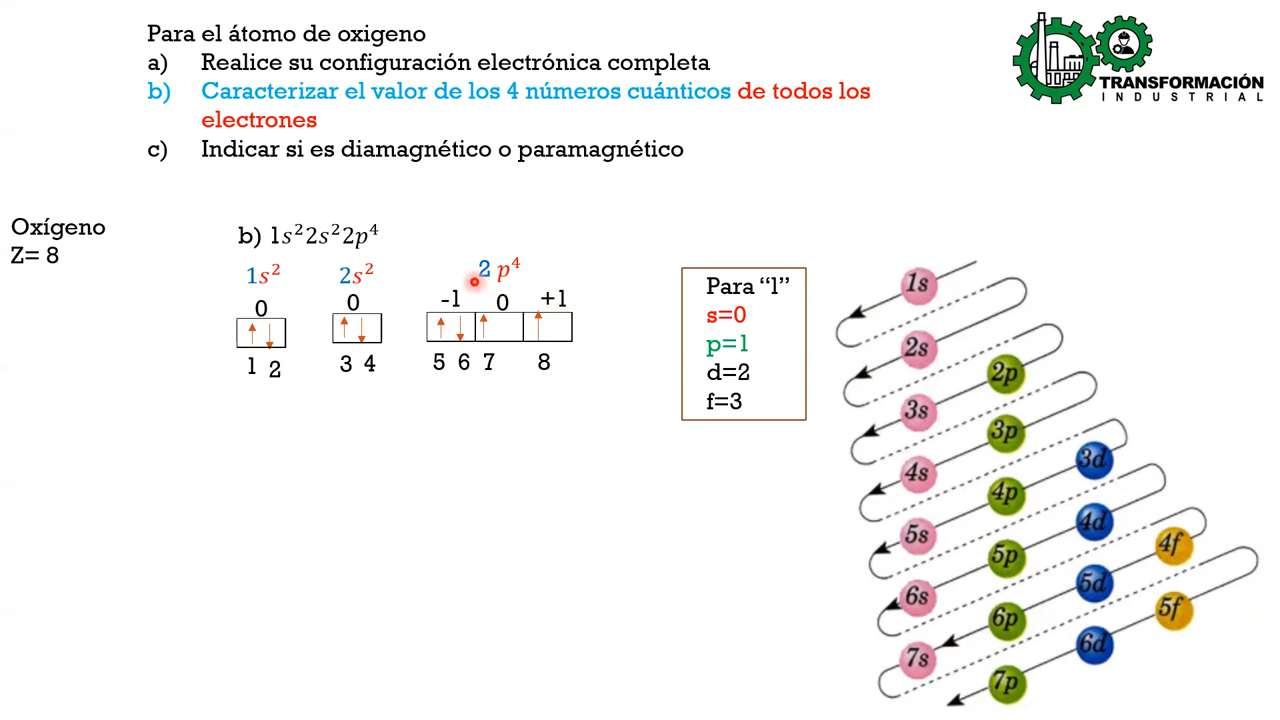 Para el átomo de oxigeno
a) Realice su configuración electrónica completa
b) Caracterizar el valor de los 4 números cuánticos de todos los
electrones
c) Indicar si es diamagnético o paramagnético
TRANSFORMACIÓN
INDUSTRIAL
Oxígeno
Z= 8
b) 1s²2s²2p⁴
1s² 2s² 2 p⁴
0 0 -1 0 +1
1 2 3 4 5 6 7 8
Para “l”
s=0
p=1
d=2
f=3
1s
2s
2p
3s
3p
3d
4s
4p
4d
4f
5s
5p
5d
5f
6s
6p
6d
7s
7p